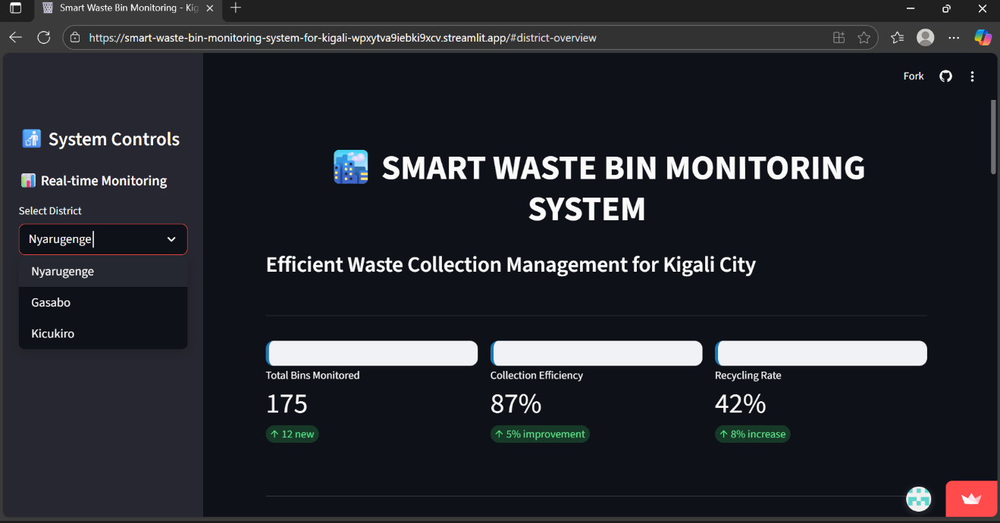 Smart Waste Bin Monitoring - Kig
https://smart-waste-bin-monitoring-system-for-kigali-wpxytva9iebki9xcv.streamlit.app/#district-overview
Fork
System Controls
Real-time Monitoring
Select District
Nyarugenge
Nyarugenge
Gasabo
Kicukiro
SMART WASTE BIN MONITORING
SYSTEM
Efficient Waste Collection Management for Kigali City
Total Bins Monitored
175
↑ 12 new
Collection Efficiency
87%
↑ 5% improvement
Recycling Rate
42%
↑ 8% increase